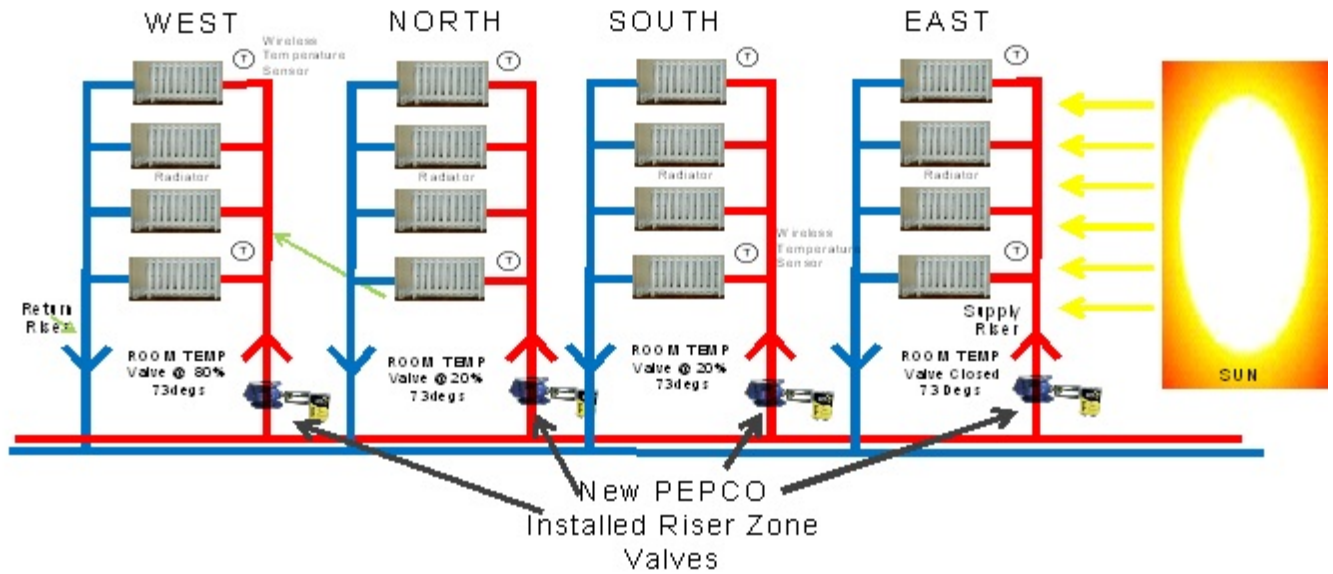 WEST
NORTH
SOUTH
EAST
Wireless
Temperature
Sensor
T
T
T
T
Radiator
Radiator
Radiator
Radiator
T
T
T
T
Wireless
Temperature
Sensor
Return
Riser
Supply
Riser
ROOM TEMP
Valve @ 80%
73degs
ROOM TEMP
Valve @ 20%
73degs
ROOM TEMP
Valve @ 20%
73degs
ROOM TEMP
Valve Closed
73 Degs
SUN
New PEPCO
Installed Riser Zone
Valves